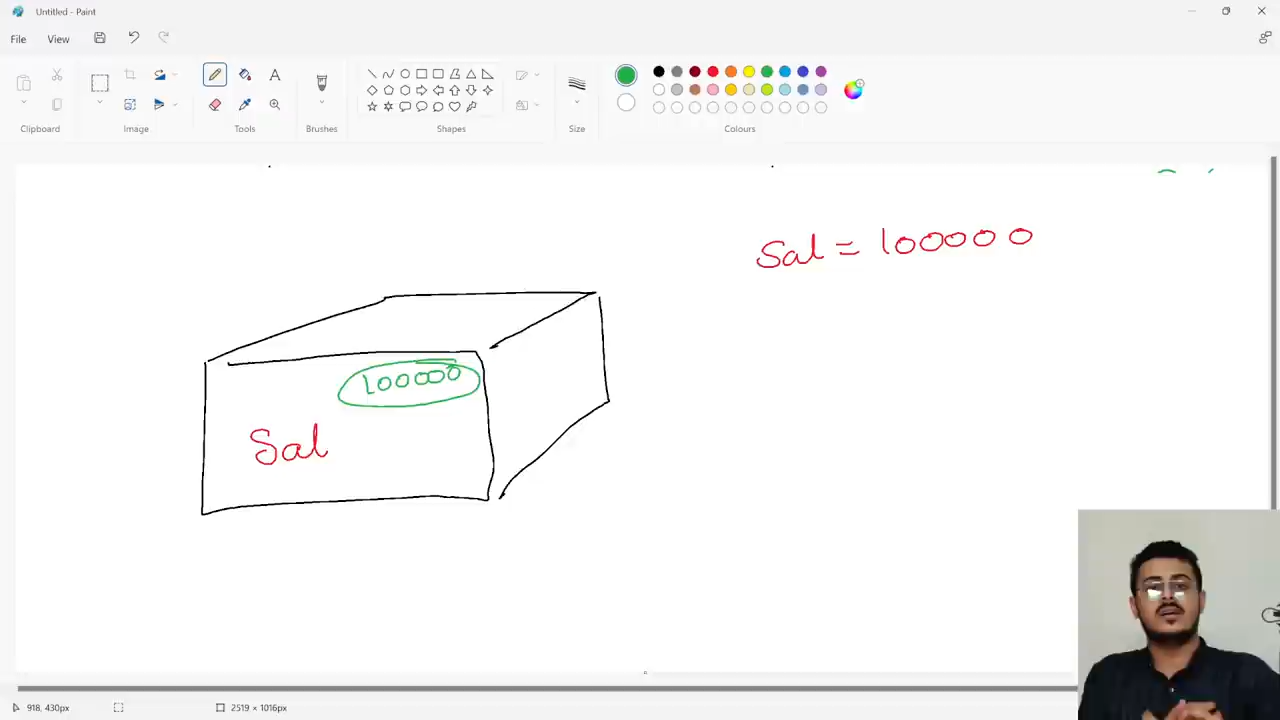 Untitled - Paint
File View
Clipboard
Image
Tools
Brushes
Shapes
Size
Colours
Sal = 100000
100000
Sal
918, 430px
2519 × 1016px